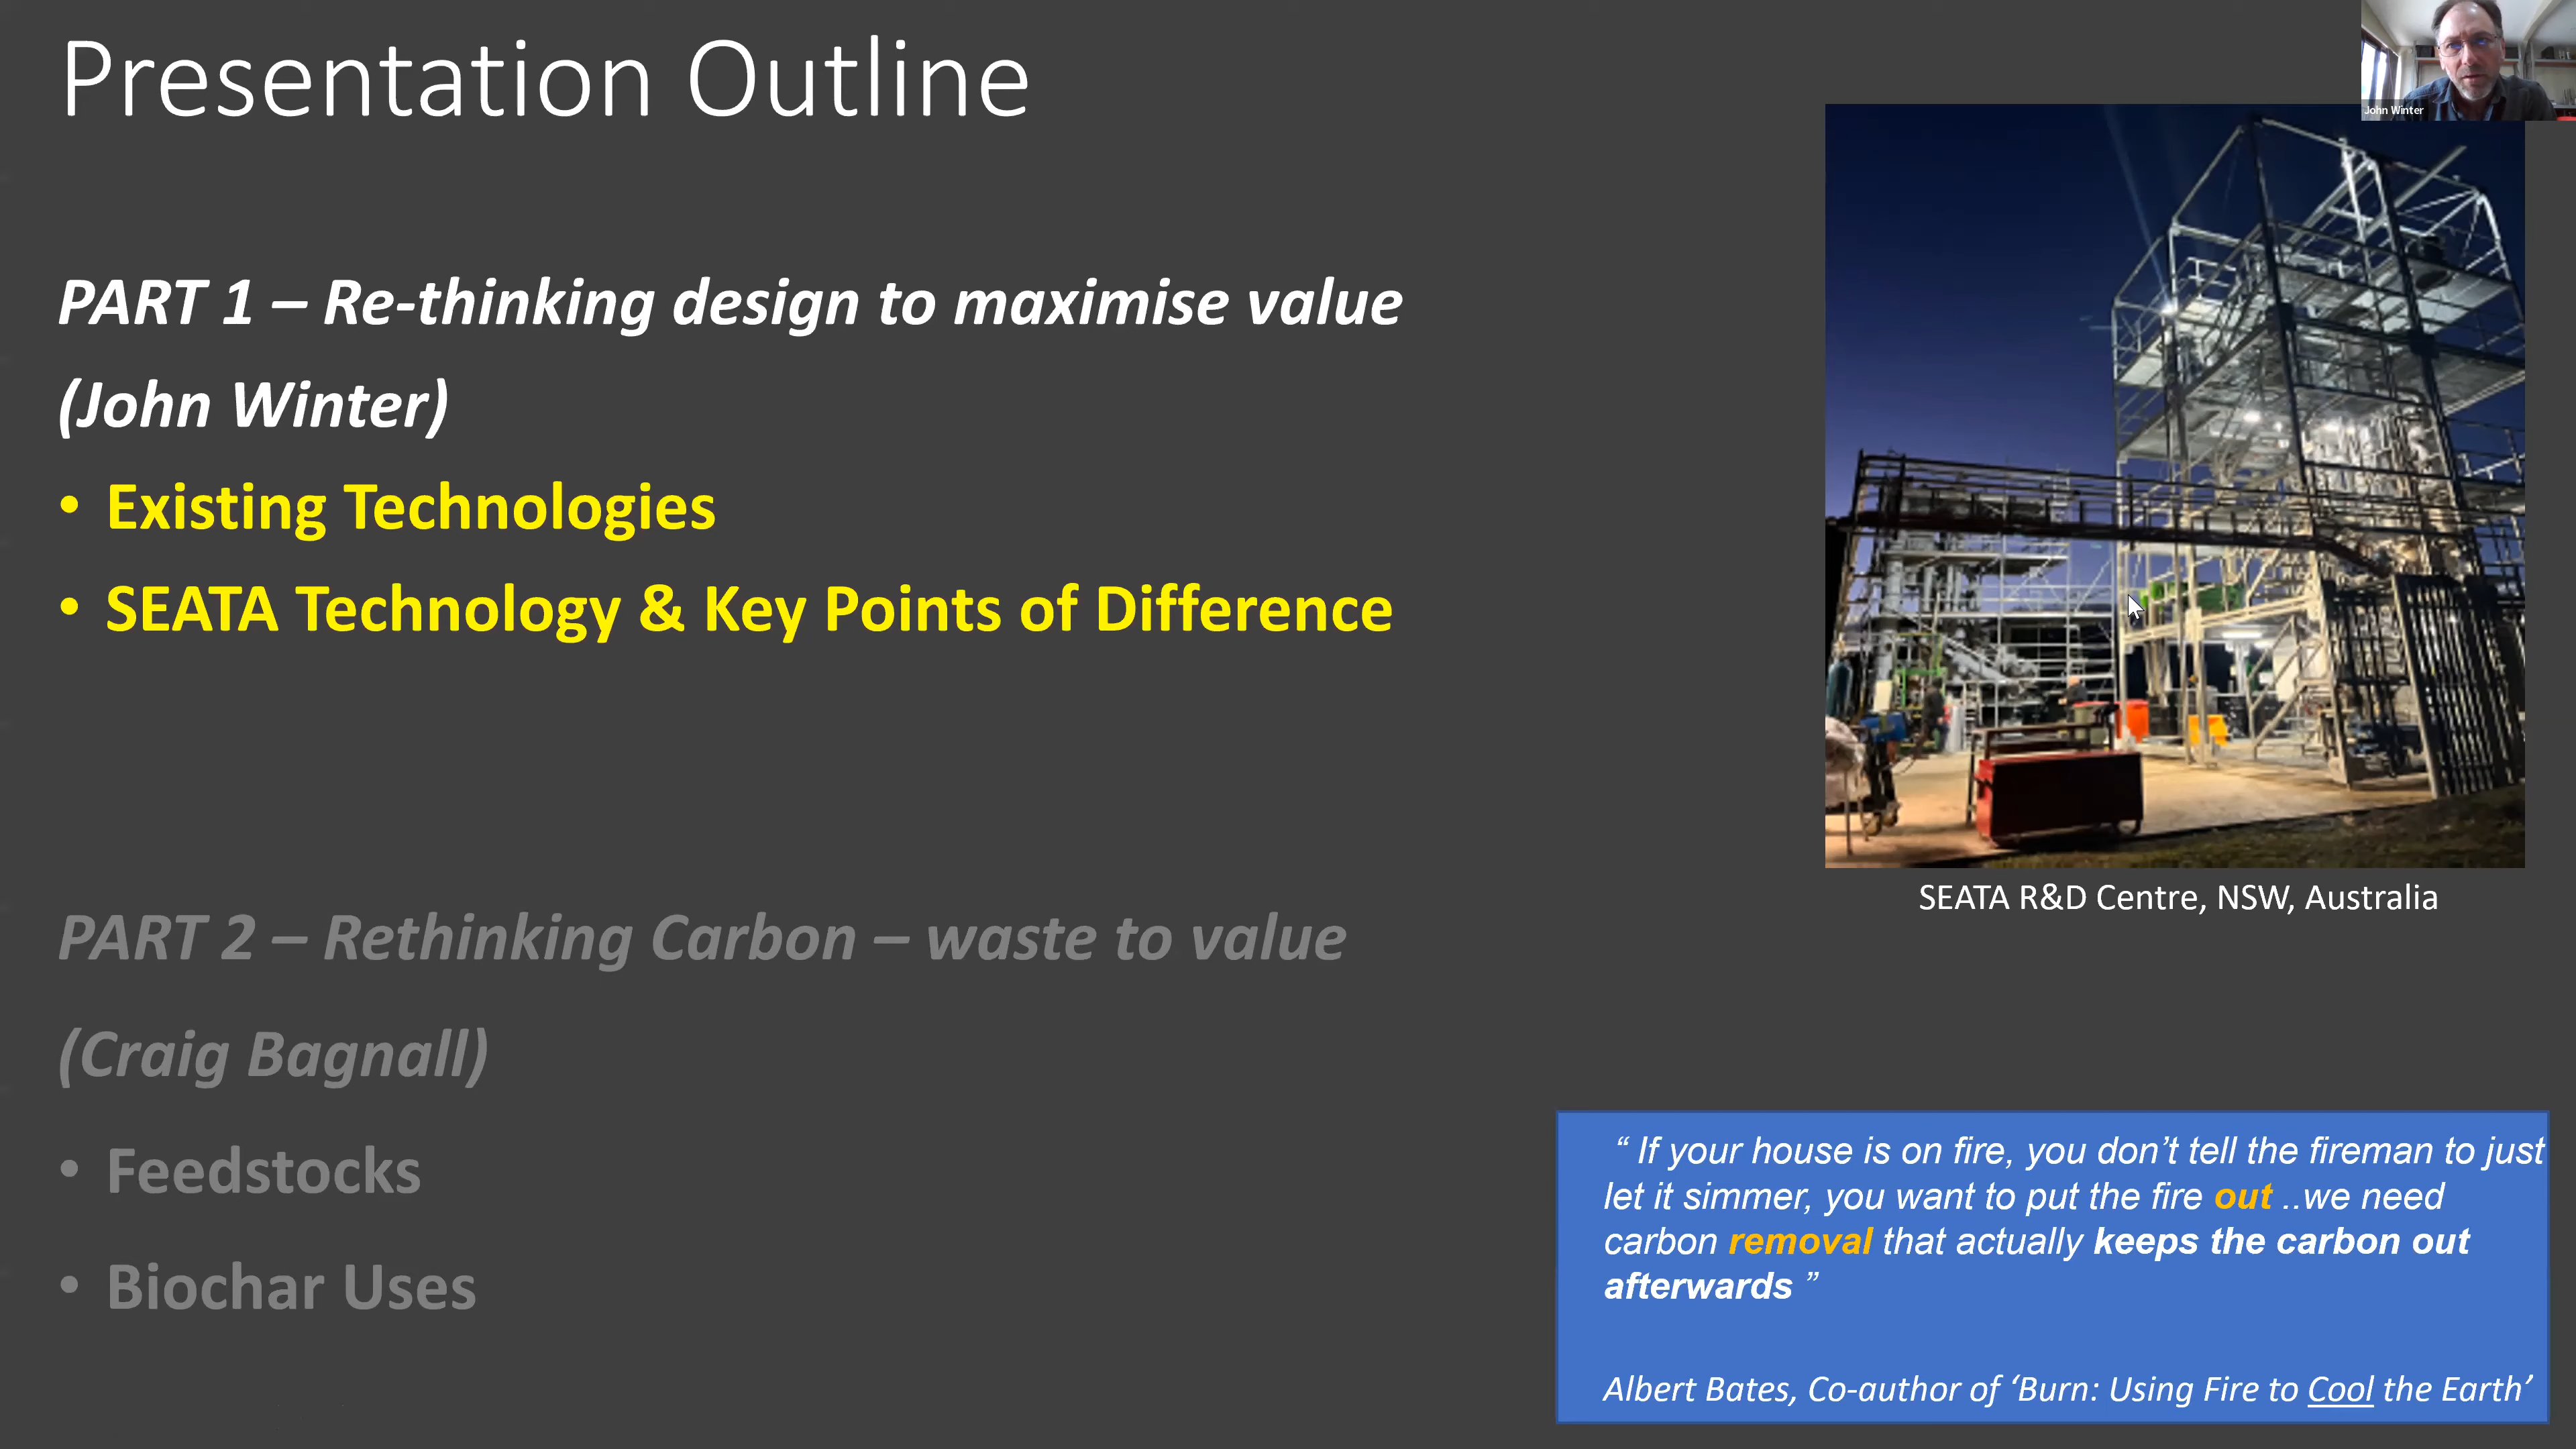 Presentation Outline
John Winter
PART 1 – Re-thinking design to maximise value
(John Winter)
• Existing Technologies
• SEATA Technology & Key Points of Difference
SEATA R&D Centre, NSW, Australia
PART 2 – Rethinking Carbon – waste to value
(Craig Bagnall)
• Feedstocks
• Biochar Uses
“ If your house is on fire, you don’t tell the fireman to just
let it simmer, you want to put the fire out ..we need
carbon removal that actually keeps the carbon out
afterwards ”
Albert Bates, Co-author of ‘Burn: Using Fire to Cool the Earth’